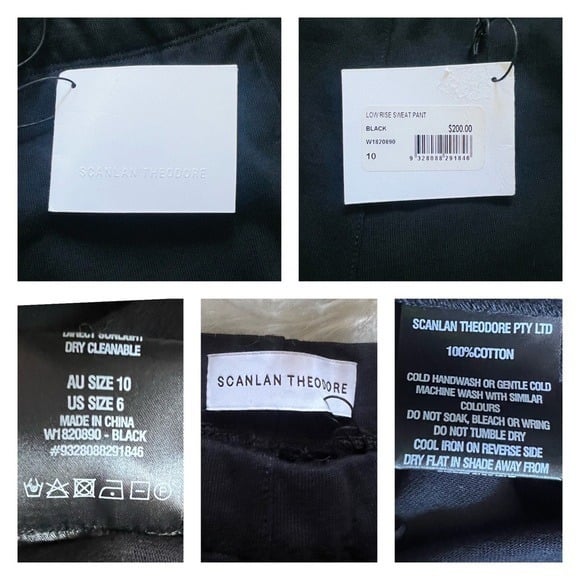 SCANLAN THEODORE
LOW RISE SWEAT PANT
BLACK $200.00
W1820890
10 9 328088 291846
DIRECT SUNLIGHT
DRY CLEANABLE
AU SIZE 10
US SIZE 6
MADE IN CHINA
W1820890 - BLACK
#9328088291846
SCANLAN THEODORE
SCANLAN THEODORE PTY LTD
100%COTTON
COLD HANDWASH OR GENTLE COLD
MACHINE WASH WITH SIMILAR
COLOURS
DO NOT SOAK, BLEACH OR WRING
DO NOT TUMBLE DRY
COOL IRON ON REVERSE SIDE
DRY FLAT IN SHADE AWAY FROM